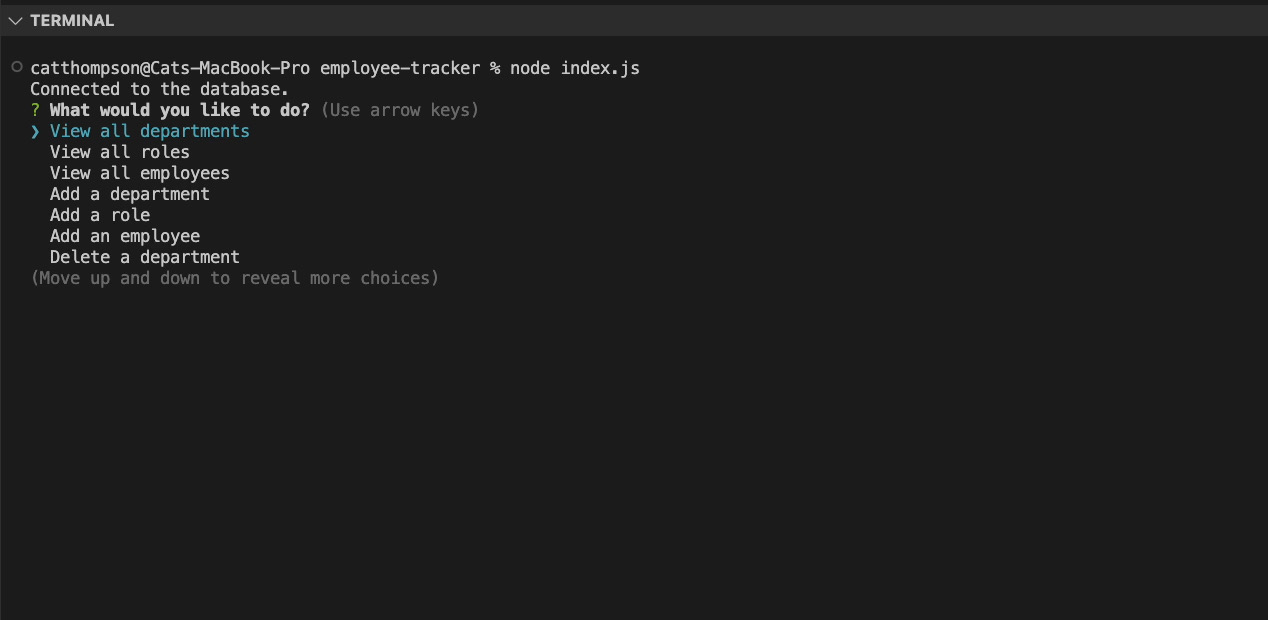 TERMINAL
catthompson@Cats-MacBook-Pro employee-tracker % node index.js
Connected to the database.
? What would you like to do? (Use arrow keys)
❯ View all departments
View all roles
View all employees
Add a department
Add a role
Add an employee
Delete a department
(Move up and down to reveal more choices)